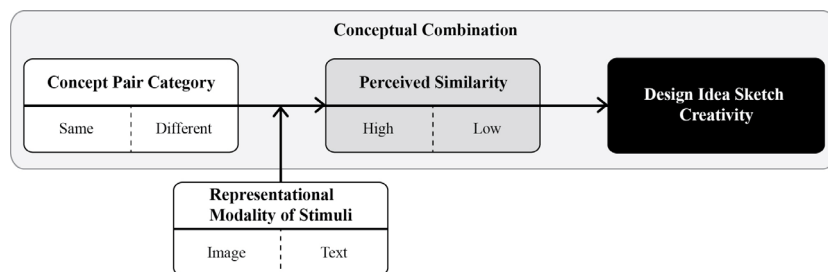 Conceptual Combination
Concept Pair Category
Same
Different
Perceived Similarity
High
Low
Design Idea Sketch
Creativity
Representational
Modality of Stimuli
Image
Text